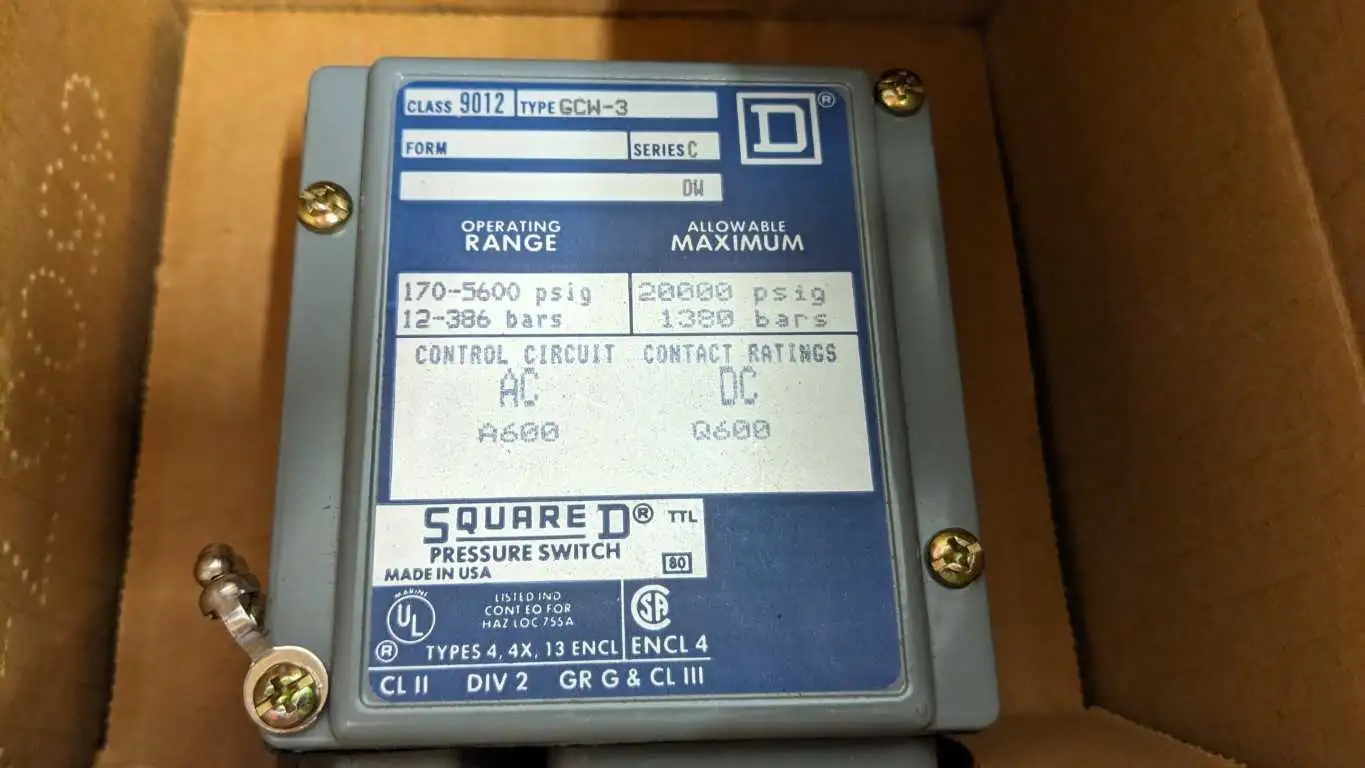 CLASS 9012 TYPE GCW-3
FORM SERIES C
DW
D®
OPERATING RANGE
ALLOWABLE MAXIMUM
170-5600 psig 20000 psig
12-386 bars 1380 bars
CONTROL CIRCUIT CONTACT RATINGS
AC DC
A600 Q600
SQUARE D® TTL
PRESSURE SWITCH
80
MADE IN USA
MARINE
UL
®
LISTED IND
CONT EQ FOR
HAZ LOC 755A
TYPES 4, 4X, 13 ENCL
SA
ENCL 4
CL II DIV 2 GR G & CL III